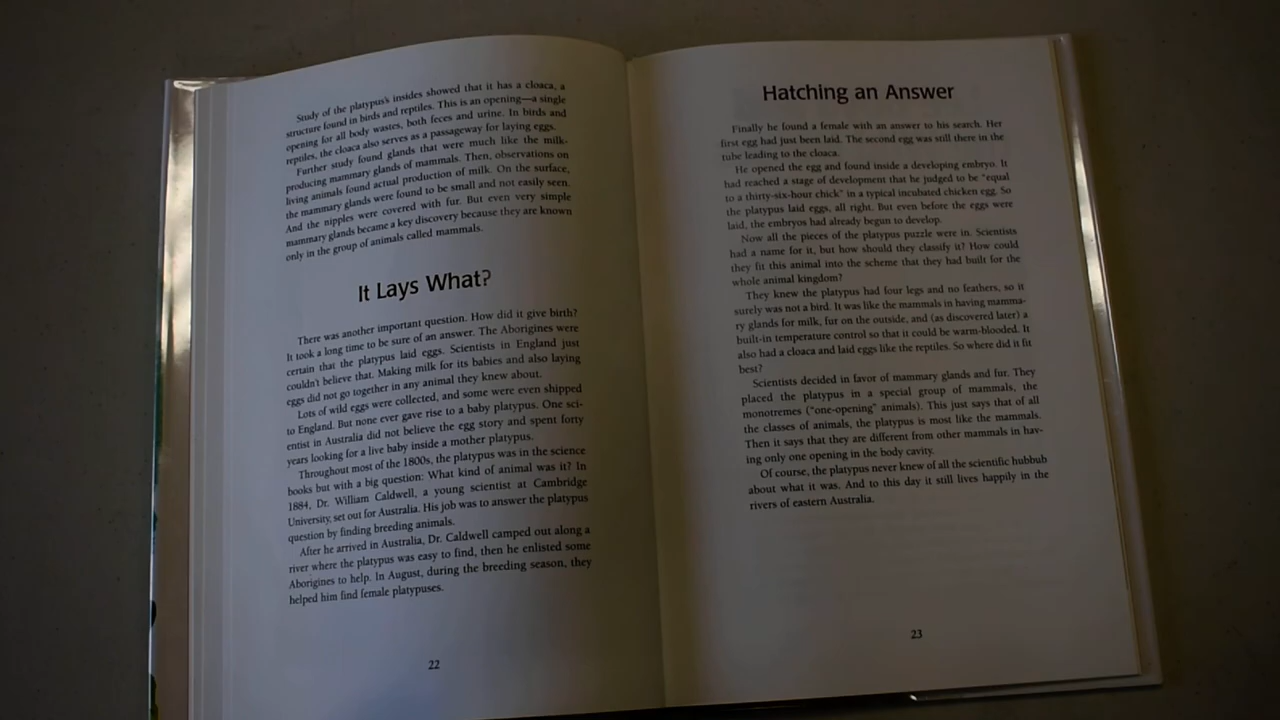 Study of the platypus's insides showed that it has a cloaca, a
structure found in birds and reptiles. This is an opening—a single
opening for all body wastes, both feces and urine. In birds and
reptiles, the cloaca also serves as a passageway for laying eggs.
Further study found glands that were much like the milk-
producing mammary glands of mammals. Then, observations on
living animals found actual production of milk. On the surface,
the mammary glands were found to be small and not easily seen.
And the nipples were covered with fur. But even very simple
mammary glands became a key discovery because they are known
only in the group of animals called mammals.
It Lays What?
There was another important question. How did it give birth?
It took a long time to be sure of an answer. The Aborigines were
certain that the platypus laid eggs. Scientists in England just
couldn't believe that. Making milk for its babies and also laying
eggs did not go together in any animal they knew about.
Lots of wild eggs were collected, and some were even shipped
to England. But none ever gave rise to a baby platypus. One sci-
entist in Australia did not believe the egg story and spent forty
years looking for a live baby inside a mother platypus.
Throughout most of the 1800s, the platypus was in the science
books but with a big question: What kind of animal was it? In
1884, Dr. William Caldwell, a young scientist at Cambridge
University, set out for Australia. His job was to answer the platypus
question by finding breeding animals.
After he arrived in Australia, Dr. Caldwell camped out along a
river where the platypus was easy to find, then he enlisted some
Aborigines to help. In August, during the breeding season, they
helped him find female platypuses.
22
Hatching an Answer
Finally he found a female with an answer to his search. Her
first egg had just been laid. The second egg was still there in the
tube leading to the cloaca.
He opened the egg and found inside a developing embryo. It
had reached a stage of development that he judged to be "equal
to a thirty-six-hour chick" in a typical incubated chicken egg. So
the platypus laid eggs, all right. But even before the eggs were
laid, the embryos had already begun to develop.
Now all the pieces of the platypus puzzle were in. Scientists
had a name for it, but how should they classify it? How could
they fit this animal into the scheme that they had built for the
whole animal kingdom?
They knew the platypus had four legs and no feathers, so it
surely was not a bird. It was like the mammals in having mamma-
ry glands for milk, fur on the outside, and (as discovered later) a
built-in temperature control so that it could be warm-blooded. It
also had a cloaca and laid eggs like the reptiles. So where did it fit
best?
Scientists decided in favor of mammary glands and fur. They
placed the platypus in a special group of mammals, the
monotremes ("one-opening" animals). This just says that of all
the classes of animals, the platypus is most like the mammals.
Then it says that they are different from other mammals in hav-
ing only one opening in the body cavity.
Of course, the platypus never knew of all the scientific hubbub
about what it was. And to this day it still lives happily in the
rivers of eastern Australia.
23